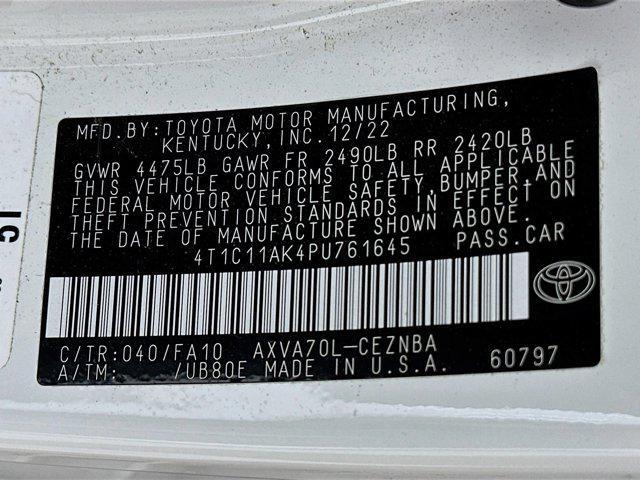 MFD.BY:TOYOTA MOTOR MANUFACTURING,
KENTUCKY,INC.12/22
GVWR 4475LB GAWR FR 2490LB RR 2420LB
THIS VEHICLE CONFORMS TO ALL APPLICABLE
FEDERAL MOTOR VEHICLE SAFETY,BUMPER,AND
THEFT PREVENTION STANDARDS IN EFFECT ON
THE DATE OF MANUFACTURE SHOWN ABOVE.
4T1C11AK4PU761645 PASS.CAR
C/TR:040/FA10 AXVA70L-CEZNBA
A/TM: /UB80E MADE IN U.S.A. 60797